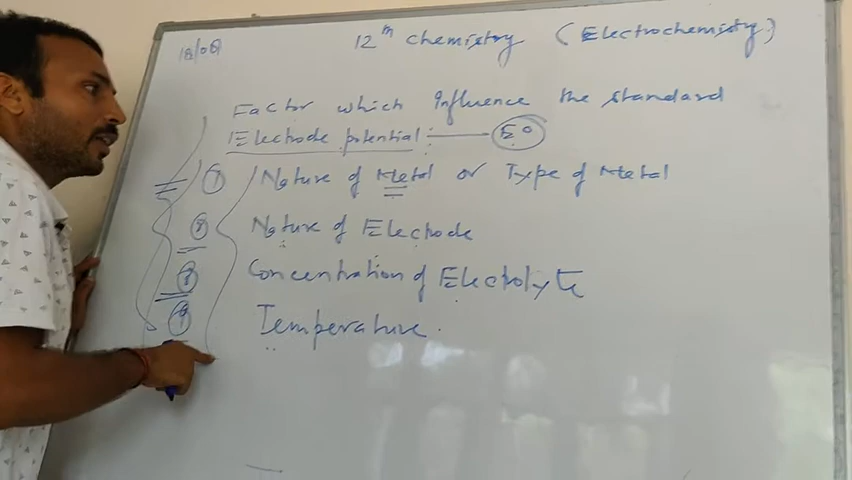 18/08 12th chemistry (Electrochemistry)
Factor which influence the standard
Electrode potential : E°
① Nature of Metal or Type of Metal
② Nature of Electrode
③ Concentration of Electrolyte
④ Temperature.